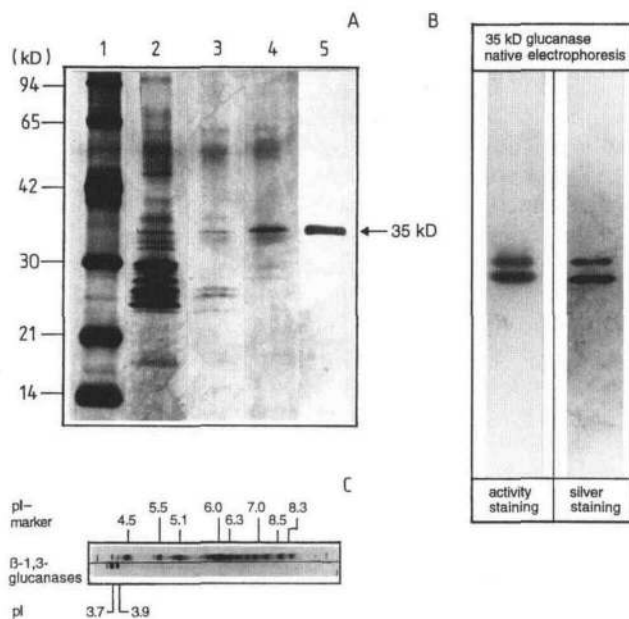 A
B
(kD) 1 2 3 4 5
94
65
42
30
21
14
35 kD
35 kD glucanase
native electrophoresis
activity
staining
silver
staining
C
pI–
marker
4.5 5.5 5.1 6.0 6.3 7.0 8.5 8.3
ß-1,3-
glucanases
pI 3.7 3.9